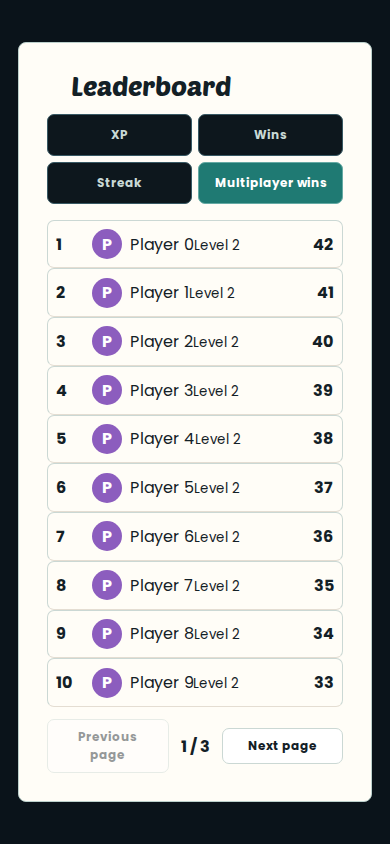 Leaderboard
XP
Wins
Streak
Multiplayer wins
1 P Player 0Level 2 42
2 P Player 1Level 2 41
3 P Player 2Level 2 40
4 P Player 3Level 2 39
5 P Player 4Level 2 38
6 P Player 5Level 2 37
7 P Player 6Level 2 36
8 P Player 7Level 2 35
9 P Player 8Level 2 34
10 P Player 9Level 2 33
Previous
page
1 / 3
Next page